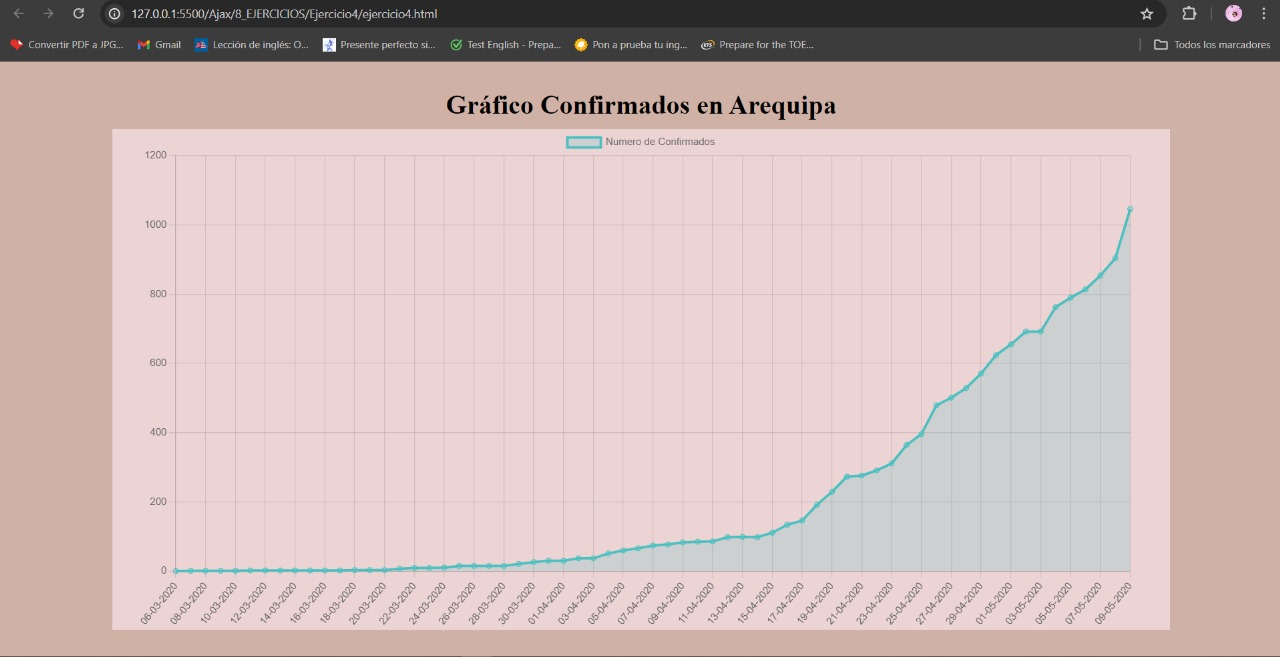 127.0.0.1:5500/Ajax/8_EJERCICIOS/Ejercicio4/ejercicio4.html
Convertir PDF a JPG... Gmail Lección de inglés: O... Presente perfecto si... Test English - Prepa... Pon a prueba tu ing... Prepare for the TOE... Todos los marcadores
Gráfico Confirmados en Arequipa
Numero de Confirmados
1200
1000
800
600
400
200
0
06-03-2020 08-03-2020 10-03-2020 12-03-2020 14-03-2020 16-03-2020 18-03-2020 20-03-2020 22-03-2020 24-03-2020 26-03-2020 28-03-2020 30-03-2020 01-04-2020 03-04-2020 05-04-2020 07-04-2020 09-04-2020 11-04-2020 13-04-2020 15-04-2020 17-04-2020 19-04-2020 21-04-2020 23-04-2020 25-04-2020 27-04-2020 29-04-2020 01-05-2020 03-05-2020 05-05-2020 07-05-2020 09-05-2020